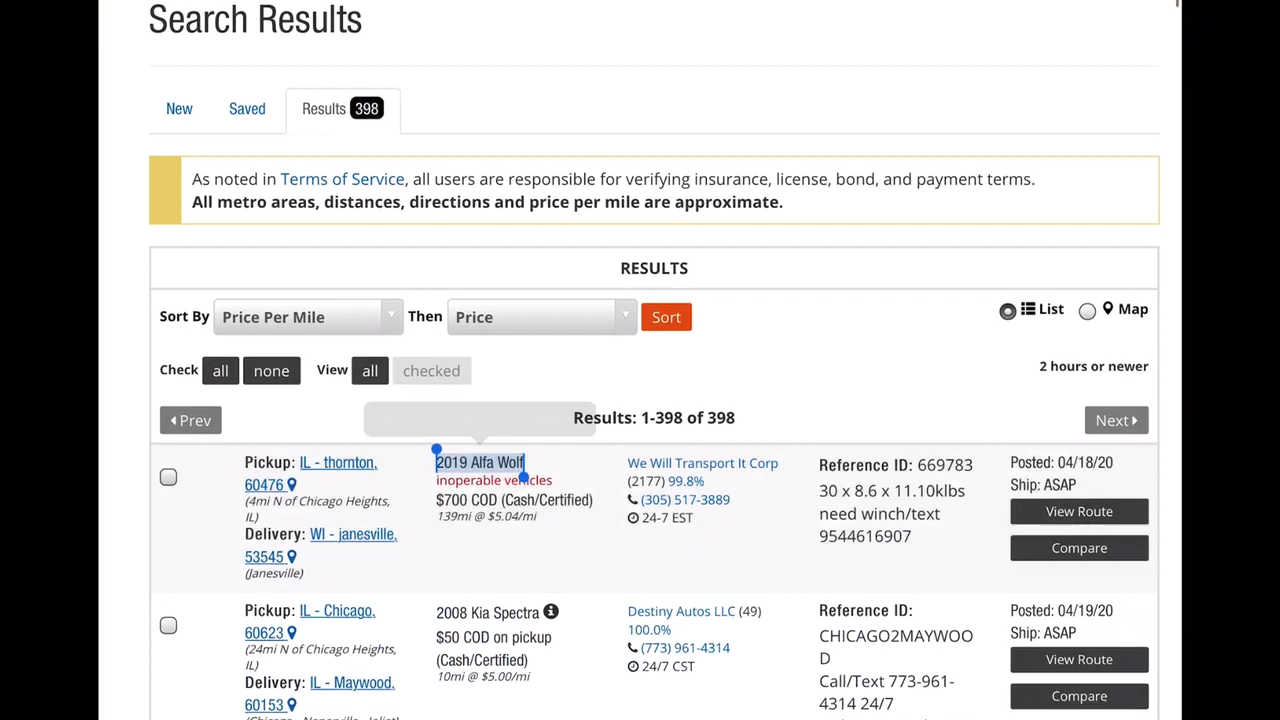 Search Results
New Saved Results 398
As noted in Terms of Service, all users are responsible for verifying insurance, license, bond, and payment terms.
All metro areas, distances, directions and price per mile are approximate.
RESULTS
Sort By Price Per Mile Then Price Sort List Map
Check all none View all checked 2 hours or newer
Prev Results: 1-398 of 398 Next
Pickup: IL - thornton,
60476
(4mi N of Chicago Heights,
IL)
Delivery: WI - janesville,
53545
(Janesville)
2019 Alfa Wolf
inoperable vehicles
$700 COD (Cash/Certified)
139mi @ $5.04/mi
We Will Transport It Corp
(2177) 99.8%
(305) 517-3889
24-7 EST
Reference ID: 669783
30 x 8.6 x 11.10klbs
need winch/text
9544616907
Posted: 04/18/20
Ship: ASAP
View Route
Compare
Pickup: IL - Chicago,
60623
(24mi N of Chicago Heights,
IL)
Delivery: IL - Maywood,
60153
2008 Kia Spectra
$50 COD on pickup
(Cash/Certified)
10mi @ $5.00/mi
Destiny Autos LLC (49)
100.0%
(773) 961-4314
24/7 CST
Reference ID:
CHICAGO2MAYWOO
D
Call/Text 773-961-
4314 24/7
Posted: 04/19/20
Ship: ASAP
View Route
Compare